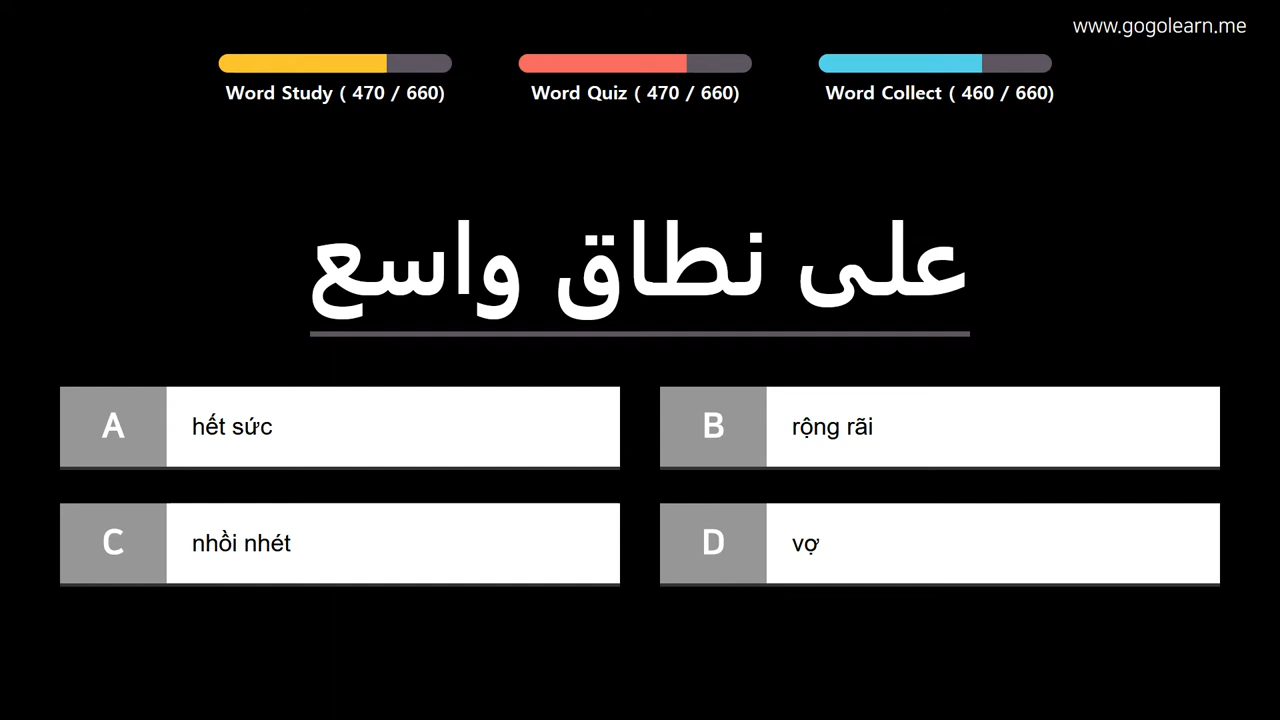 www.gogolearn.me
Word Study ( 470 / 660)
Word Quiz ( 470 / 660)
Word Collect ( 460 / 660)
على نطاق واسع
A
hết sức
B
rộng rãi
C
nhồi nhét
D
vợ